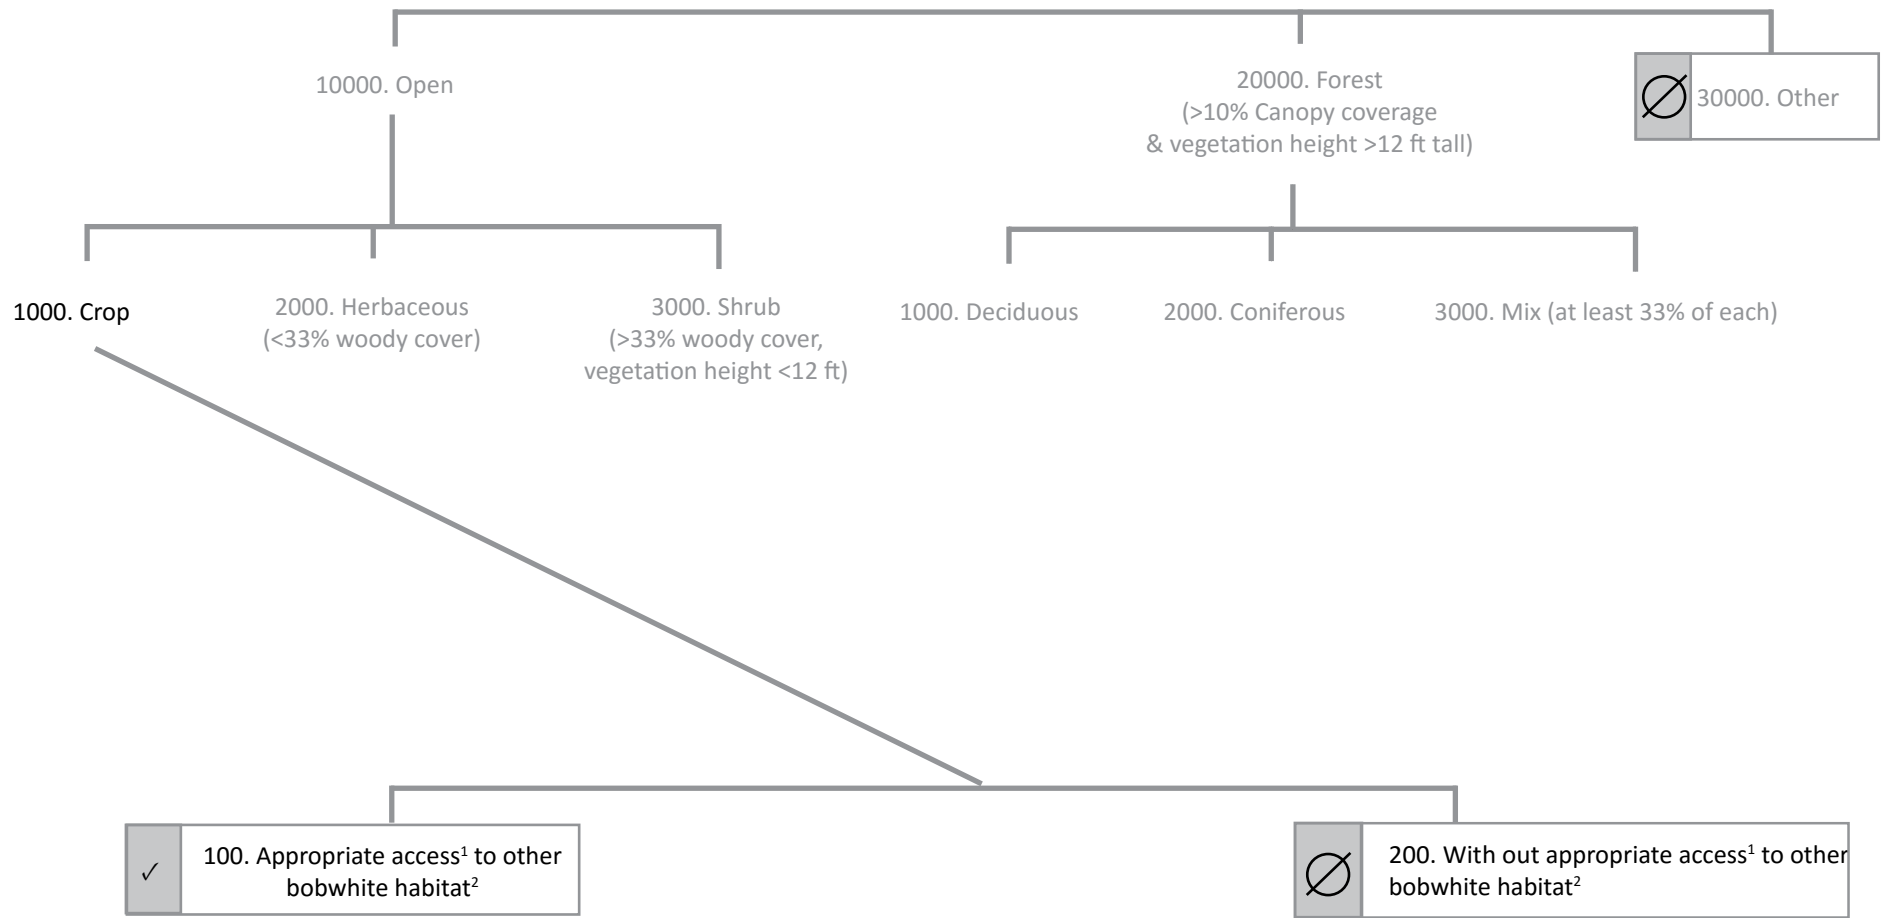 10000. Open
20000. Forest
(>10% Canopy coverage
& vegetation height >12 ft tall)
30000. Other
1000. Crop
2000. Herbaceous
(<33% woody cover)
3000. Shrub
(>33% woody cover,
vegetation height <12 ft)
1000. Deciduous
2000. Coniferous
3000. Mix (at least 33% of each)
✓
100. Appropriate access¹ to other
bobwhite habitat²
200. With out appropriate access¹ to other
bobwhite habitat²